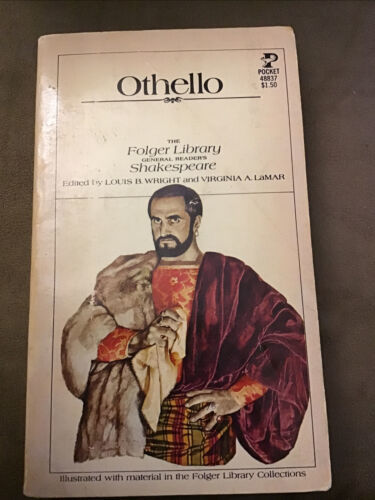 POCKET
48837
$1.50
Othello
THE
Folger Library
GENERAL READER'S
Shakespeare
Edited by LOUIS B. WRIGHT and VIRGINIA A. LaMAR
Illustrated with material in the Folger Library Collections